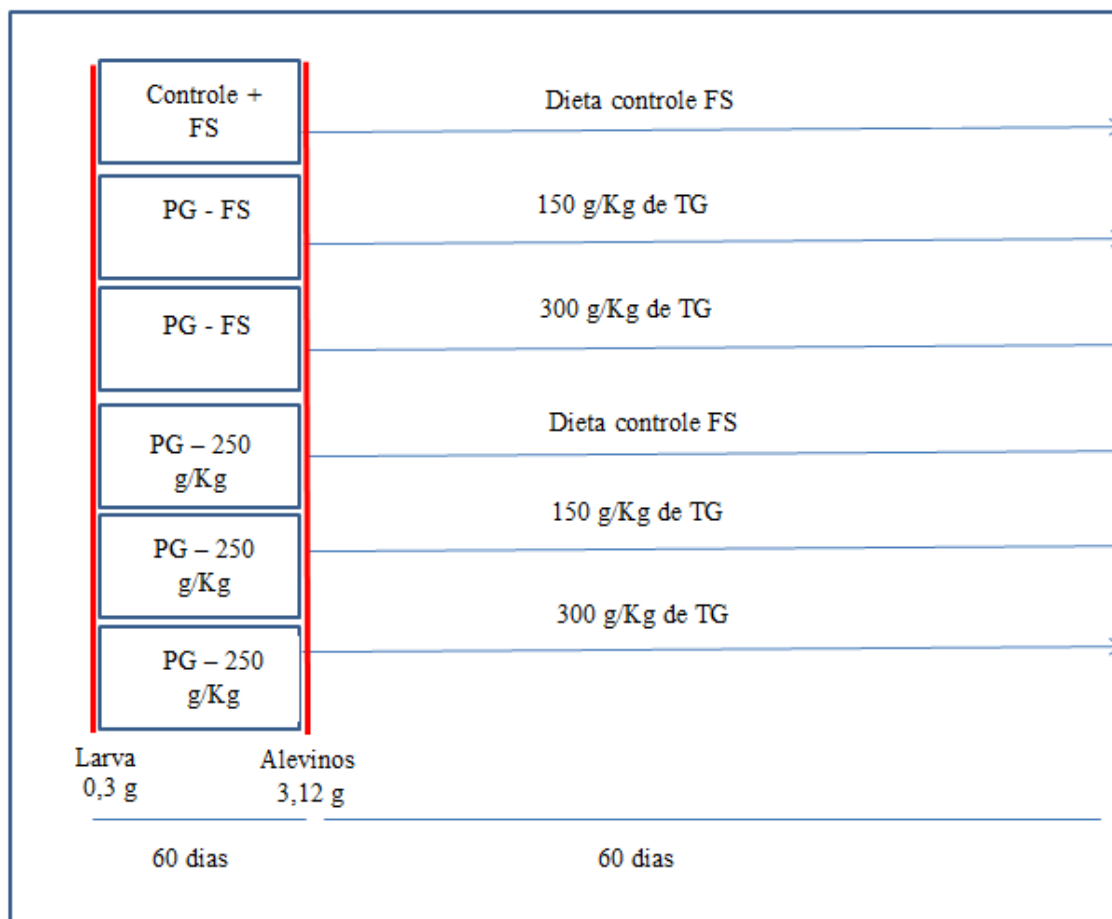 Controle +
FS
Dieta controle FS
PG - FS
150 g/Kg de TG
PG - FS
300 g/Kg de TG
PG – 250
g/Kg
Dieta controle FS
PG – 250
g/Kg
150 g/Kg de TG
PG – 250
g/Kg
300 g/Kg de TG
Larva
0,3 g
Alevinos
3,12 g
60 dias
60 dias